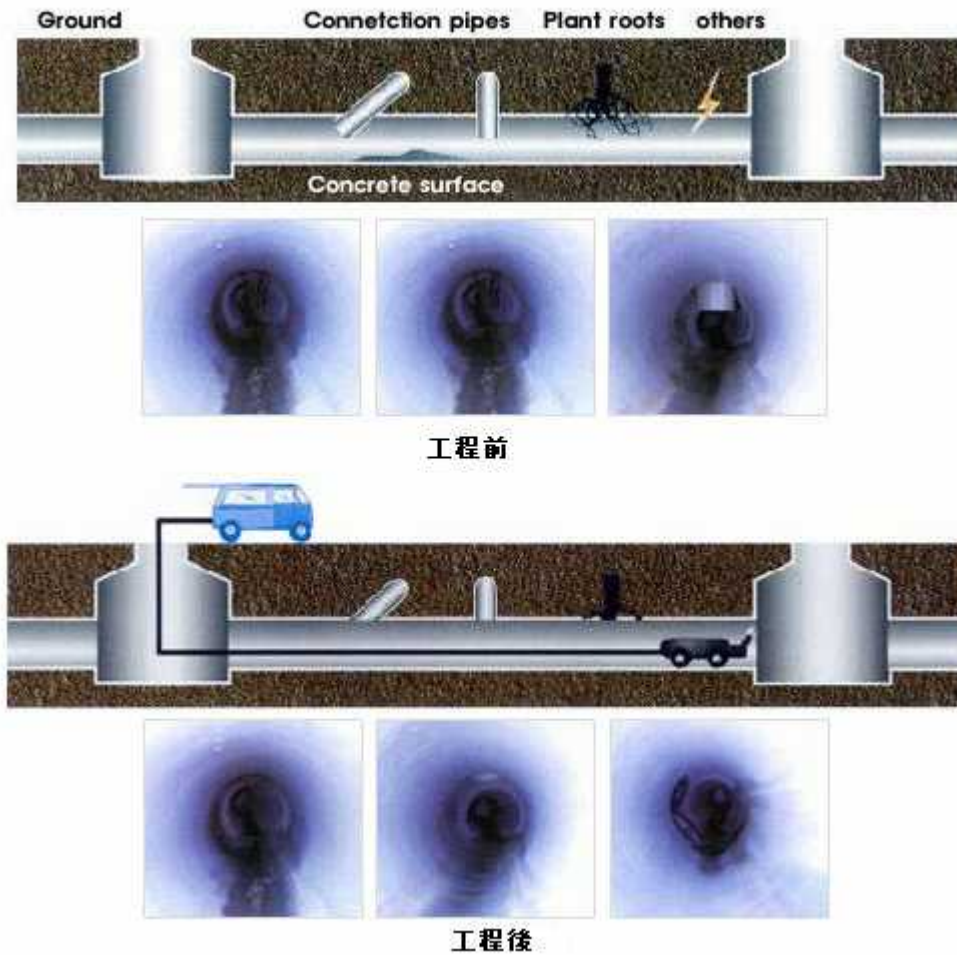 Ground Connetction pipes Plant roots others
Concrete surface
工程前
工程後